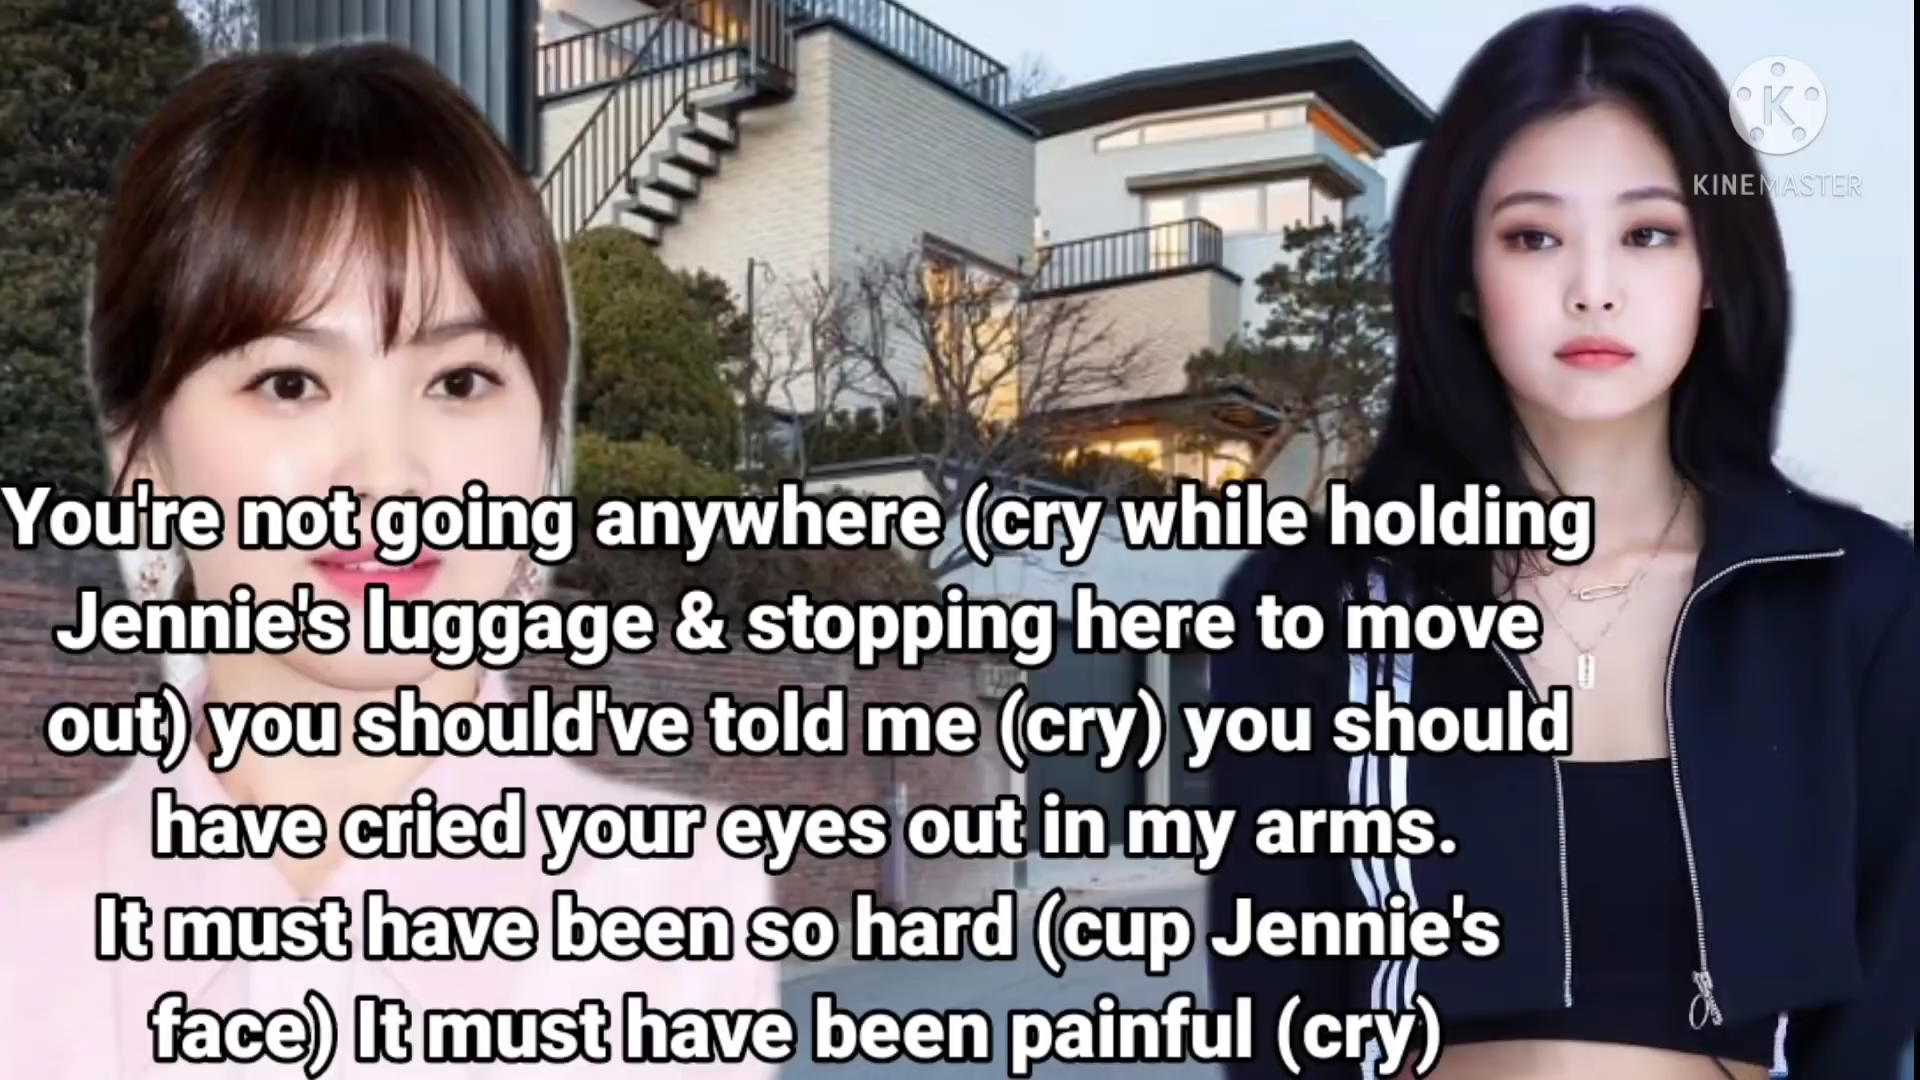 K
KINEMASTER
You're not going anywhere (cry while holding
Jennie's luggage & stopping here to move
out) you should've told me (cry) you should
have cried your eyes out in my arms.
It must have been so hard (cup Jennie's
face) It must have been painful (cry)